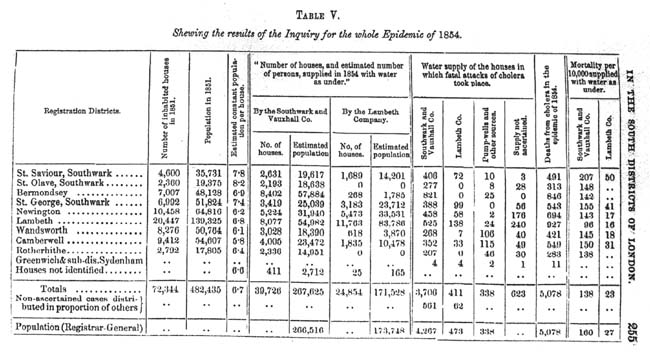 TABLE V.
Shewing the results of the Inquiry for the whole Epidemic of 1854.
Registration Districts.
Number of inhabited houses in 1851.
Population in 1851.
Estimated constant population per house.
"Number of houses, and estimated number of persons, supplied in 1854 with water as under."
By the Southwark and Vauxhall Co.
No. of houses.
Estimated population
By the Lambeth Company.
No. of houses.
Estimated population
Water supply of the houses in which fatal attacks of cholera took place.
Southwark and Vauxhall Co.
Lambeth Co.
Pump-wells and other sources.
Supply not ascertained.
Deaths from cholera in the epidemic of 1854.
Mortality per 10,000 supplied with water as under.
Southwark and Vauxhall Co.
Lambeth Co.
St. Saviour, Southwark ...... 4,600 35,731 7·8 2,631 19,617 1,689 14,201 406 72 10 3 491 207 50
St. Olave, Southwark ........ 2,360 19,375 8·2 2,193 18,638 0 0 277 0 8 28 313 148 ..
Bermondsey .................. 7,007 48,128 6·9 8,402 57,884 268 1,785 821 0 25 0 846 142 ..
St. George, Southwark ...... 6,992 51,824 7·4 3,419 25,039 3,183 23,712 388 99 0 56 543 155 41
Newington .................. 10,458 64,816 6·2 5,224 31,940 5,473 33,531 458 58 2 176 694 143 17
Lambeth .................... 20,447 139,325 6·8 8,077 54,982 11,763 83,786 525 138 24 240 927 96 16
Wandsworth ................ 8,276 50,764 6·1 3,028 18,390 618 3,870 268 7 106 40 421 145 18
Camberwell ................ 9,412 54,607 5·8 4,005 23,472 1,835 10,478 352 33 115 49 549 150 31
Rotherhithe ................ 2,792 17,805 6·4 2,336 14,951 0 0 207 0 46 30 283 138 ..
Greenwich & sub-dis. Sydenham .. .. .. .. .. .. .. 4 4 2 1 11 .. ..
Houses not identified ........ .. .. 6·6 411 2,712 25 165 .. .. .. .. .. .. ..
Totals .............. 72,344 482,435 6·7 39,726 267,625 24,854 171,528 3,706 411 338 623 5,078 138 23
Non-ascertained cases distributed in proportion of others } .. .. .. .. .. .. .. 561 62 .. .. .. .. ..
Population (Registrar-General) .. .. .. .. 266,516 .. 173,748 4,267 473 338 .. 5,078 160 27
IN THE SOUTH DISTRICTS OF LONDON.
255